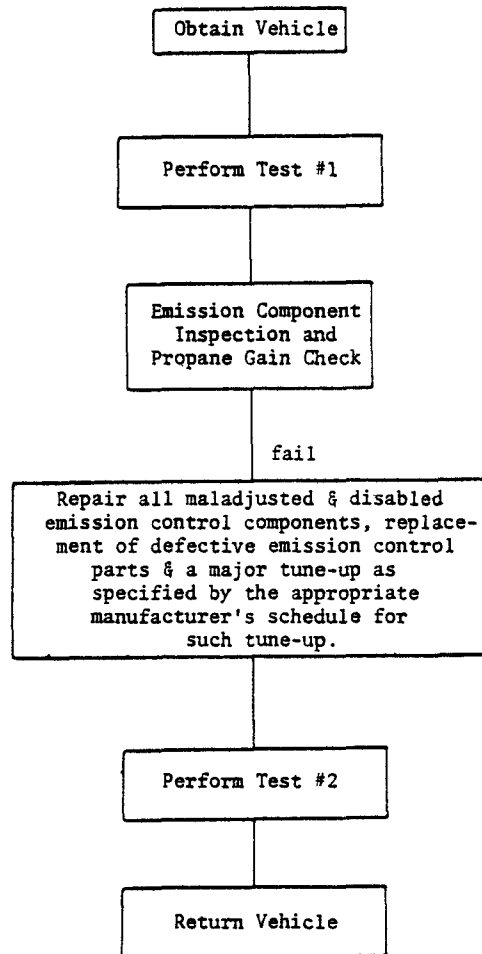 Obtain Vehicle
Perform Test #1
Emission Component
Inspection and
Propane Gain Check
fail
Repair all maladjusted & disabled
emission control components, replace-
ment of defective emission control
parts & a major tune-up as
specified by the appropriate
manufacturer's schedule for
such tune-up.
Perform Test #2
Return Vehicle